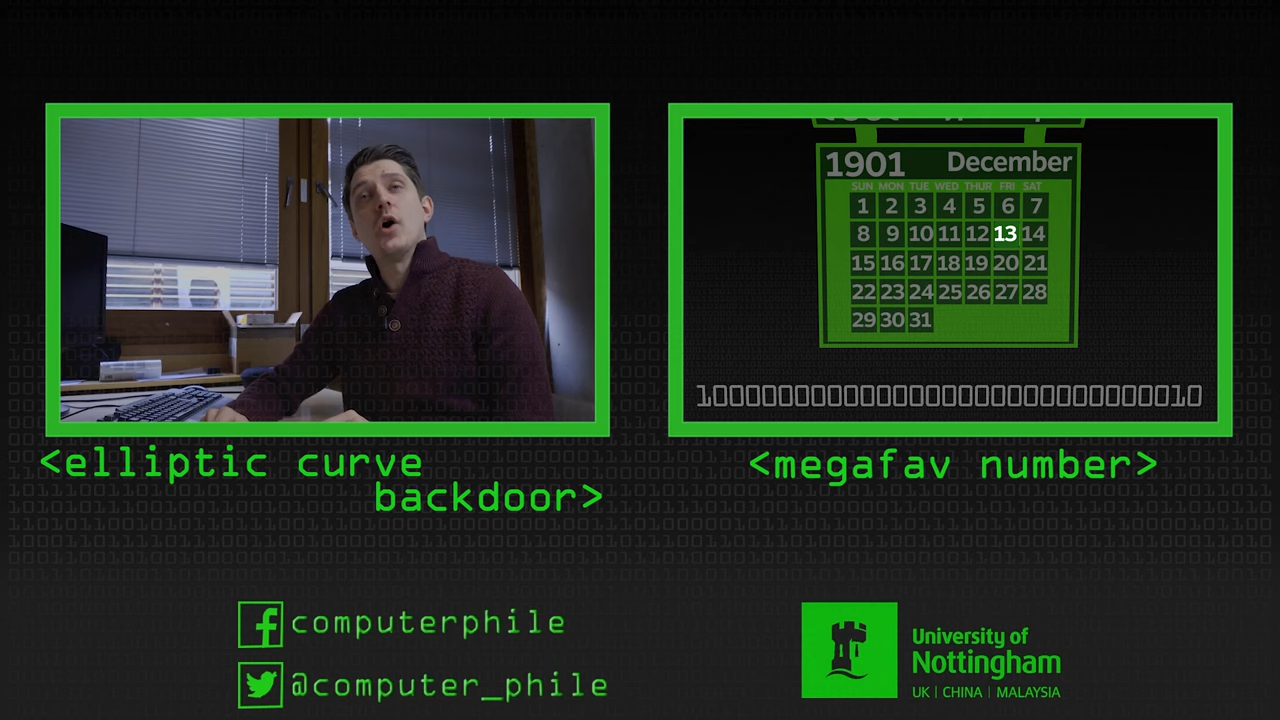 1901 December
SUN MON TUE WED THUR FRI SAT
1 2 3 4 5 6 7
8 9 10 11 12 13 14
15 16 17 18 19 20 21
22 23 24 25 26 27 28
29 30 31
<elliptic curve
backdoor>
<megafav number>
computerphile
@computer_phile
University of
Nottingham
UK | CHINA | MALAYSIA